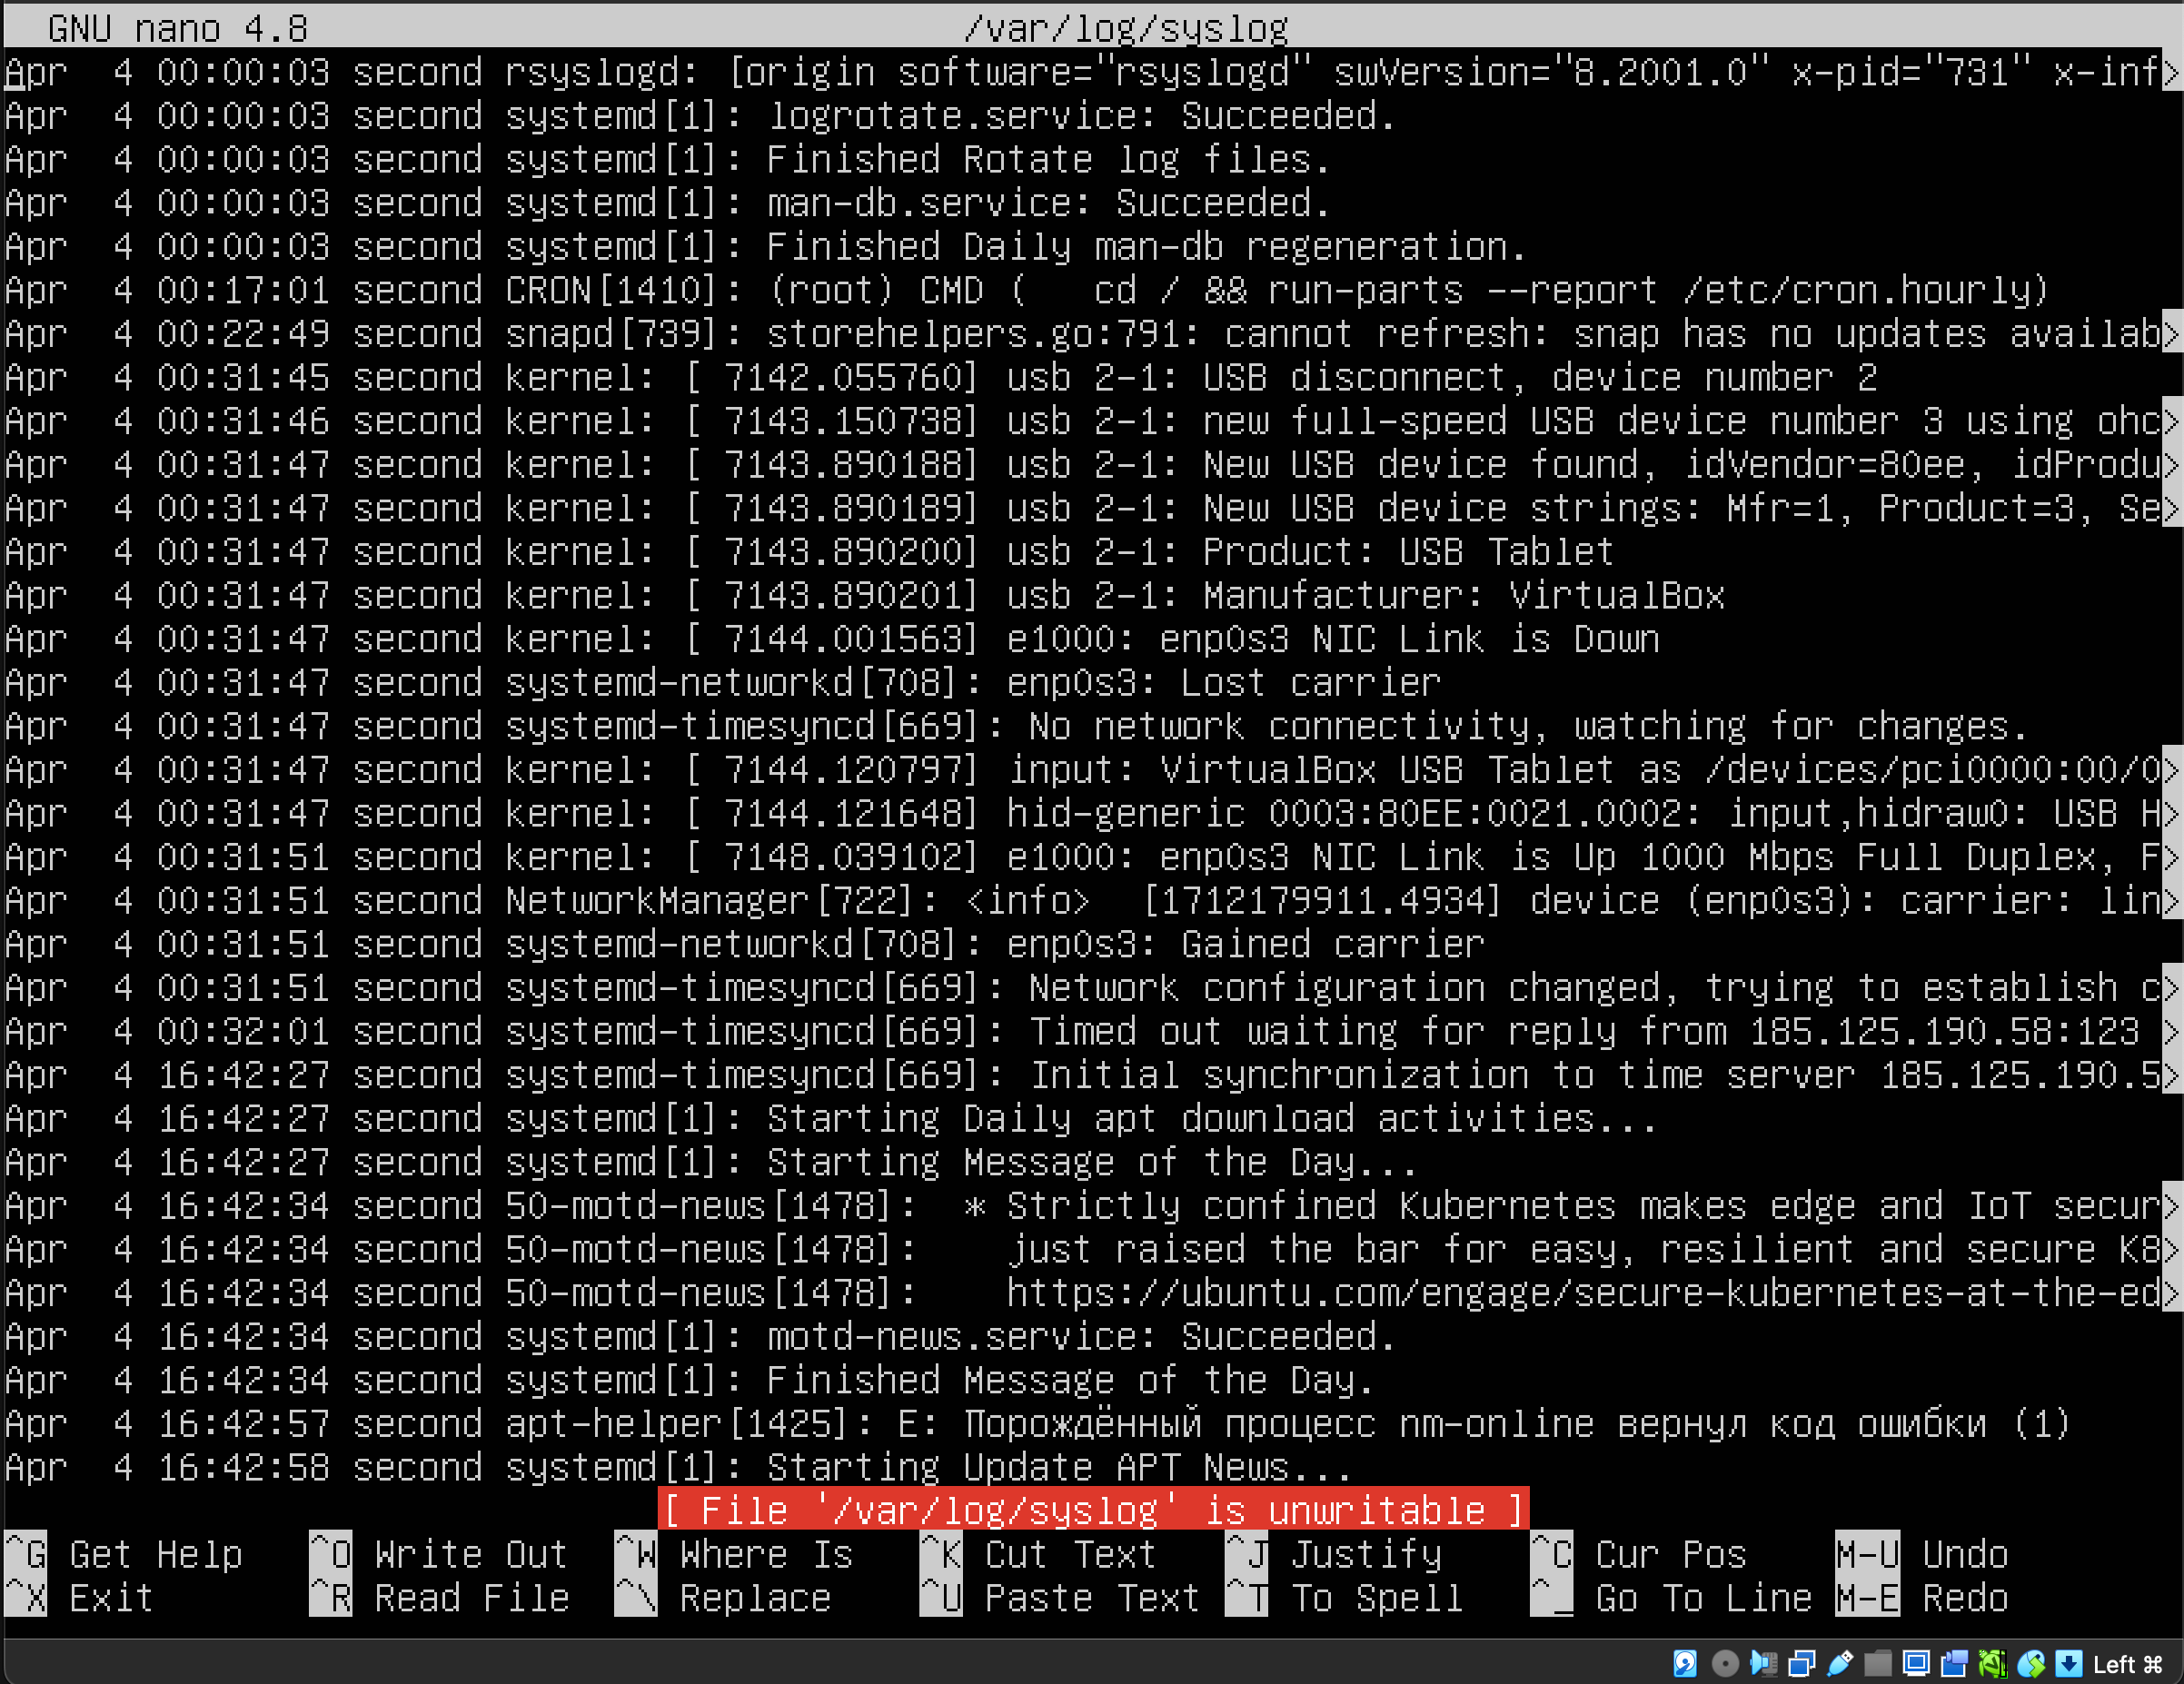 GNU nano 4.8 /var/log/syslog
Apr  4 00:00:03 second rsyslogd: [origin software="rsyslogd" swVersion="8.2001.0" x-pid="731" x-inf>
Apr  4 00:00:03 second systemd[1]: logrotate.service: Succeeded.
Apr  4 00:00:03 second systemd[1]: Finished Rotate log files.
Apr  4 00:00:03 second systemd[1]: man-db.service: Succeeded.
Apr  4 00:00:03 second systemd[1]: Finished Daily man-db regeneration.
Apr  4 00:17:01 second CRON[1410]: (root) CMD (   cd / && run-parts --report /etc/cron.hourly)
Apr  4 00:22:49 second snapd[739]: storehelpers.go:791: cannot refresh: snap has no updates availab>
Apr  4 00:31:45 second kernel: [ 7142.055760] usb 2-1: USB disconnect, device number 2
Apr  4 00:31:46 second kernel: [ 7143.150738] usb 2-1: new full-speed USB device number 3 using ohc>
Apr  4 00:31:47 second kernel: [ 7143.890188] usb 2-1: New USB device found, idVendor=80ee, idProdu>
Apr  4 00:31:47 second kernel: [ 7143.890189] usb 2-1: New USB device strings: Mfr=1, Product=3, Se>
Apr  4 00:31:47 second kernel: [ 7143.890200] usb 2-1: Product: USB Tablet
Apr  4 00:31:47 second kernel: [ 7143.890201] usb 2-1: Manufacturer: VirtualBox
Apr  4 00:31:47 second kernel: [ 7144.001563] e1000: enp0s3 NIC Link is Down
Apr  4 00:31:47 second systemd-networkd[708]: enp0s3: Lost carrier
Apr  4 00:31:47 second systemd-timesyncd[669]: No network connectivity, watching for changes.
Apr  4 00:31:47 second kernel: [ 7144.120797] input: VirtualBox USB Tablet as /devices/pci0000:00/0>
Apr  4 00:31:47 second kernel: [ 7144.121648] hid-generic 0003:80EE:0021.0002: input,hidraw0: USB H>
Apr  4 00:31:51 second kernel: [ 7148.039102] e1000: enp0s3 NIC Link is Up 1000 Mbps Full Duplex, F>
Apr  4 00:31:51 second NetworkManager[722]: <info>  [1712179911.4934] device (enp0s3): carrier: lin>
Apr  4 00:31:51 second systemd-networkd[708]: enp0s3: Gained carrier
Apr  4 00:31:51 second systemd-timesyncd[669]: Network configuration changed, trying to establish c>
Apr  4 00:32:01 second systemd-timesyncd[669]: Timed out waiting for reply from 185.125.190.58:123 >
Apr  4 16:42:27 second systemd-timesyncd[669]: Initial synchronization to time server 185.125.190.5>
Apr  4 16:42:27 second systemd[1]: Starting Daily apt download activities...
Apr  4 16:42:27 second systemd[1]: Starting Message of the Day...
Apr  4 16:42:34 second 50-motd-news[1478]:  * Strictly confined Kubernetes makes edge and IoT secur>
Apr  4 16:42:34 second 50-motd-news[1478]:    just raised the bar for easy, resilient and secure K8>
Apr  4 16:42:34 second 50-motd-news[1478]:    https://ubuntu.com/engage/secure-kubernetes-at-the-ed>
Apr  4 16:42:34 second systemd[1]: motd-news.service: Succeeded.
Apr  4 16:42:34 second systemd[1]: Finished Message of the Day.
Apr  4 16:42:57 second apt-helper[1425]: E: Порождённый процесс nm-online вернул код ошибки (1)
Apr  4 16:42:58 second systemd[1]: Starting Update APT News...
[ File '/var/log/syslog' is unwritable ]
^G Get Help ^O Write Out ^W Where Is ^K Cut Text ^J Justify ^C Cur Pos M-U Undo
^X Exit ^R Read File ^\ Replace ^U Paste Text ^T To Spell ^_ Go To Line M-E Redo
Left ⌘